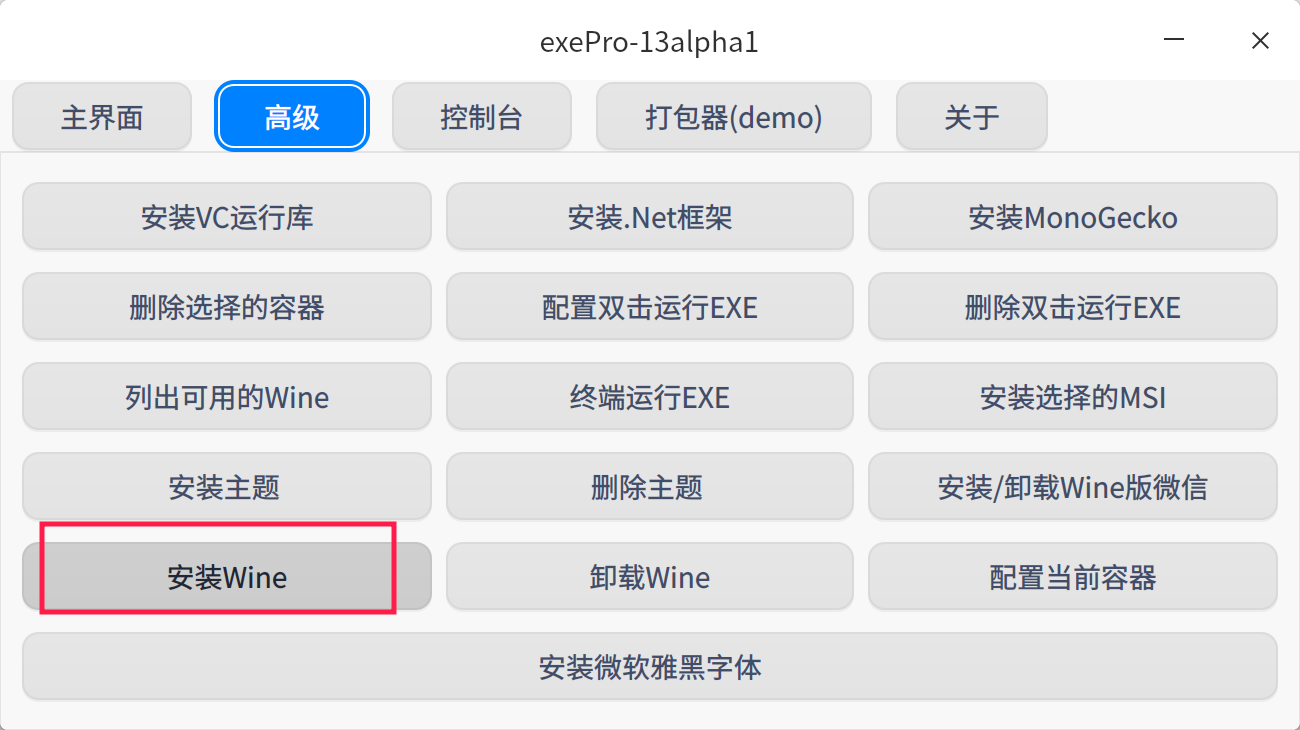 exePro-13alpha1
主界面 高级 控制台 打包器(demo) 关于
安装VC运行库 安装.Net框架 安装MonoGecko
删除选择的容器 配置双击运行EXE 删除双击运行EXE
列出可用的Wine 终端运行EXE 安装选择的MSI
安装主题 删除主题 安装/卸载Wine版微信
安装Wine 卸载Wine 配置当前容器
安装微软雅黑字体